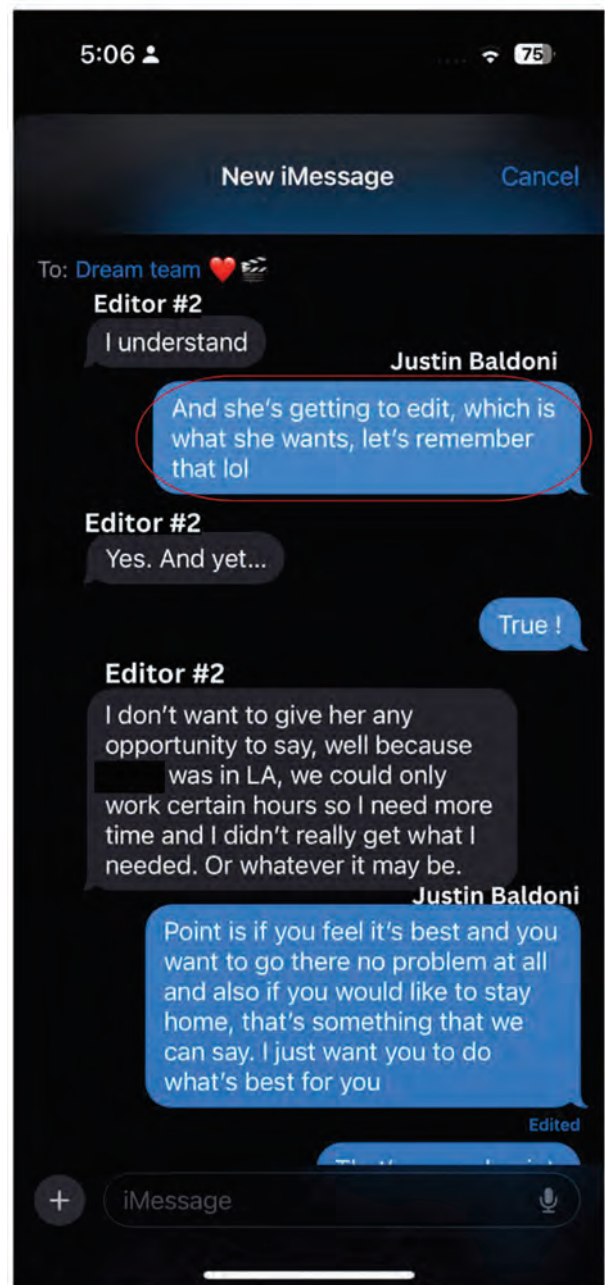 5:06
75
New iMessage
Cancel
To: Dream team ❤️🎬
Editor #2
I understand
Justin Baldoni
And she's getting to edit, which is
what she wants, let's remember
that lol
Editor #2
Yes. And yet...
True !
Editor #2
I don't want to give her any
opportunity to say, well because
was in LA, we could only
work certain hours so I need more
time and I didn't really get what I
needed. Or whatever it may be.
Justin Baldoni
Point is if you feel it's best and you
want to go there no problem at all
and also if you would like to stay
home, that's something that we
can say. I just want you to do
what's best for you
Edited
iMessage